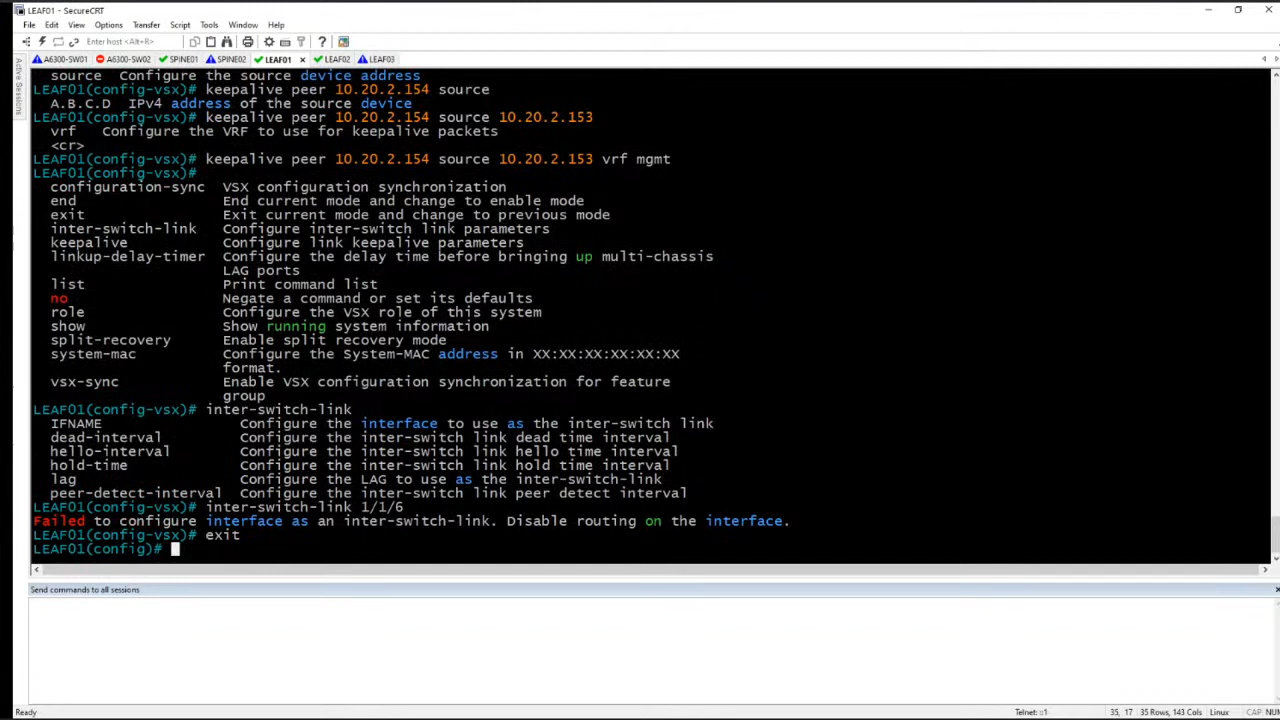 LEAF01 - SecureCRT
File Edit View Options Transfer Script Tools Window Help
Enter host <Alt+R>
A6300-SW01 A6300-SW02 SPINE01 SPINE02 LEAF01 × LEAF02 LEAF03
Active Sessions
source  Configure the source device address
LEAF01(config-vsx)# keepalive peer 10.20.2.154 source
A.B.C.D  IPv4 address of the source device
LEAF01(config-vsx)# keepalive peer 10.20.2.154 source 10.20.2.153
vrf   Configure the VRF to use for keepalive packets
<cr>
LEAF01(config-vsx)# keepalive peer 10.20.2.154 source 10.20.2.153 vrf mgmt
LEAF01(config-vsx)#
configuration-sync  VSX configuration synchronization
end                 End current mode and change to enable mode
exit                Exit current mode and change to previous mode
inter-switch-link   Configure inter-switch link parameters
keepalive           Configure link keepalive parameters
linkup-delay-timer  Configure the delay time before bringing up multi-chassis
LAG ports
list                Print command list
no                  Negate a command or set its defaults
role                Configure the VSX role of this system
show                Show running system information
split-recovery      Enable split recovery mode
system-mac          Configure the System-MAC address in XX:XX:XX:XX:XX:XX
format.
vsx-sync            Enable VSX configuration synchronization for feature
group
LEAF01(config-vsx)# inter-switch-link
IFNAME                Configure the interface to use as the inter-switch link
dead-interval         Configure the inter-switch link dead time interval
hello-interval        Configure the inter-switch link hello time interval
hold-time             Configure the inter-switch link hold time interval
lag                   Configure the LAG to use as the inter-switch-link
peer-detect-interval  Configure the inter-switch link peer detect interval
LEAF01(config-vsx)# inter-switch-link 1/1/6
Failed to configure interface as an inter-switch-link. Disable routing on the interface.
LEAF01(config-vsx)# exit
LEAF01(config)#
Send commands to all sessions
Ready
35, 17 35 Rows, 143 Cols Linux CAP NUM